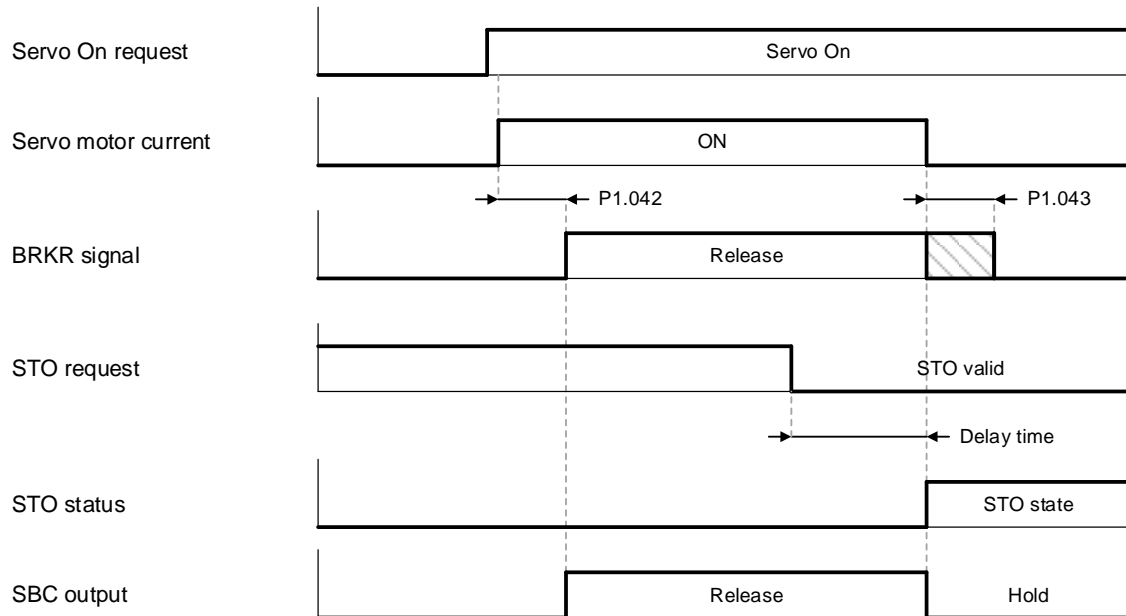 Servo On request
Servo On
Servo motor current
ON
P1.042
P1.043
BRKR signal
Release
STO request
STO valid
Delay time
STO status
STO state
SBC output
Release
Hold